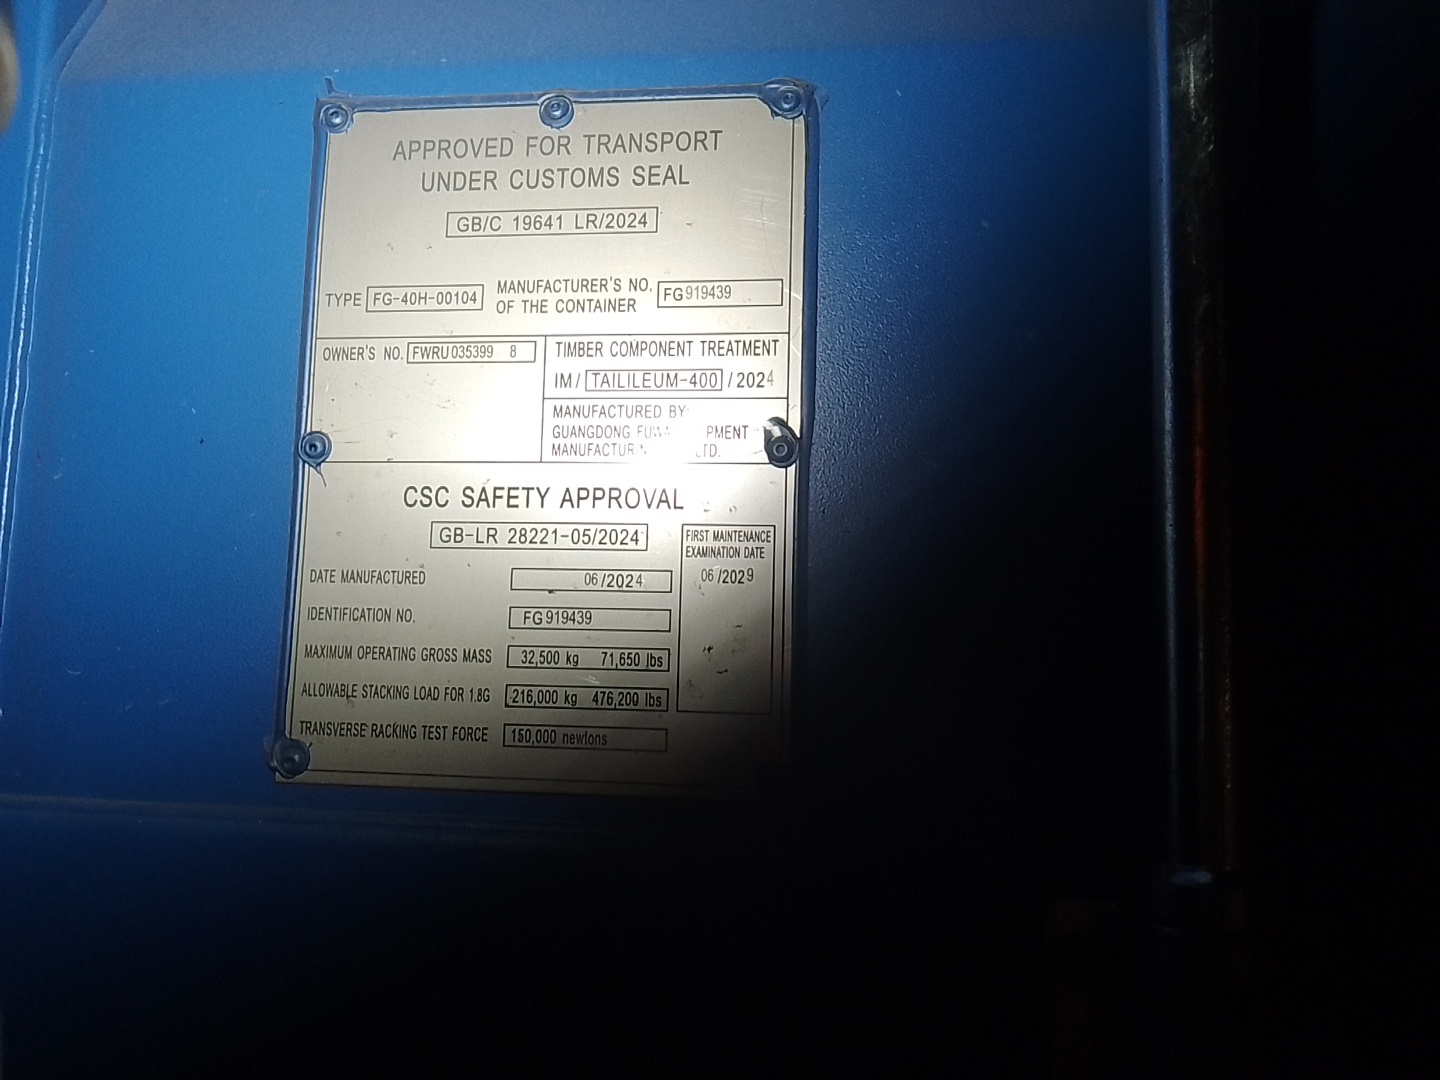 APPROVED FOR TRANSPORT
UNDER CUSTOMS SEAL
GB/C 19641 LR/2024
TYPE FG-40H-00104
MANUFACTURER'S NO.
OF THE CONTAINER
FG919439
OWNER'S NO. FWRU035399 8
TIMBER COMPONENT TREATMENT
IM/ TAILILEUM-400 /2024
MANUFACTURED BY:
GUANGDONG
MANUFACTUR LTD.
CSC SAFETY APPROVAL
GB-LR 28221-05/2024
FIRST MAINTENANCE
EXAMINATION DATE
06/2029
DATE MANUFACTURED 06/2024
IDENTIFICATION NO. FG919439
MAXIMUM OPERATING GROSS MASS 32,500 kg 71,650 lbs
ALLOWABLE STACKING LOAD FOR 1.8G 216,000 kg 476,200 lbs
TRANSVERSE RACKING TEST FORCE 150,000 newtons